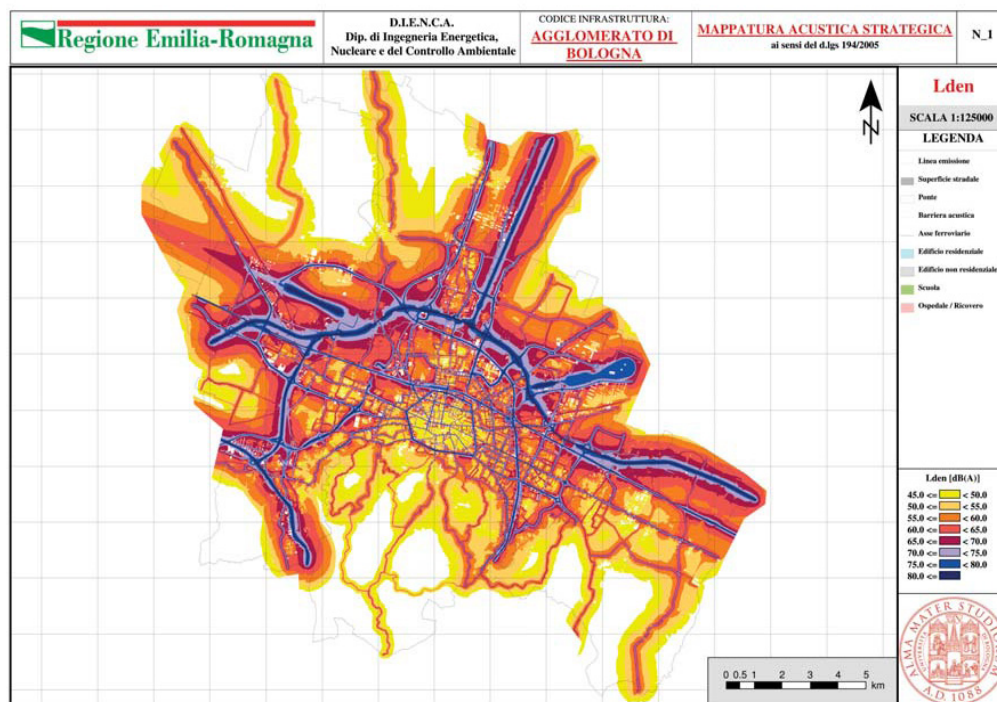 Regione Emilia-Romagna
D.I.E.N.C.A.
Dip. di Ingegneria Energetica,
Nucleare e del Controllo Ambientale
CODICE INFRASTRUTTURA:
AGGLOMERATO DI
BOLOGNA
MAPPATURA ACUSTICA STRATEGICA
ai sensi del d.lgs 194/2005
N_1
N
Lden
SCALA 1:125000
LEGENDA
Linea emissione
Superficie stradale
Ponte
Barriera acustica
Asse ferroviario
Edificio residenziale
Edificio non residenziale
Scuola
Ospedale / Ricovero
Lden [dB(A)]
45.0 <= < 50.0
50.0 <= < 55.0
55.0 <= < 60.0
60.0 <= < 65.0
65.0 <= < 70.0
70.0 <= < 75.0
75.0 <= < 80.0
80.0 <=
0 0.5 1 2 3 4 5
km
ALMA MATER STUDIORUM
A.D. 1088